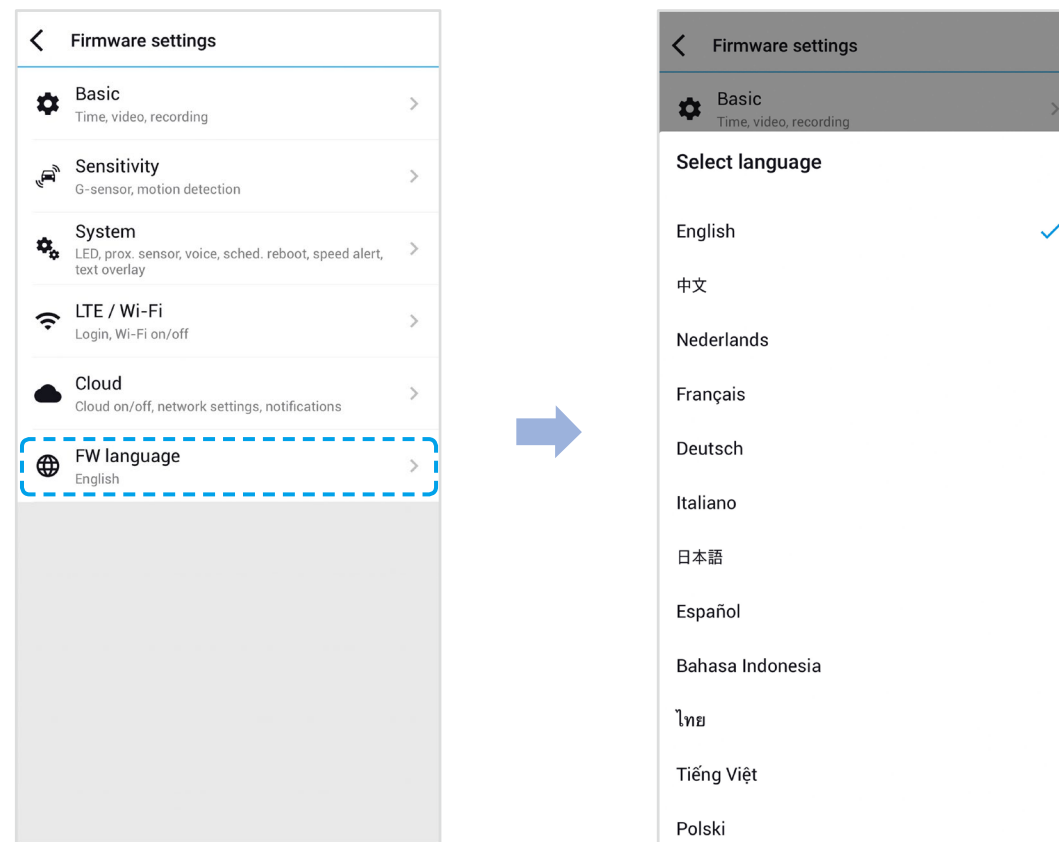 Firmware settings
Basic
Time, video, recording
Sensitivity
G-sensor, motion detection
System
LED, prox. sensor, voice, sched. reboot, speed alert,
text overlay
LTE / Wi-Fi
Login, Wi-Fi on/off
Cloud
Cloud on/off, network settings, notifications
FW language
English
Firmware settings
Basic
Time, video, recording
Select language
English
中文
Nederlands
Français
Deutsch
Italiano
日本語
Español
Bahasa Indonesia
ไทย
Tiếng Việt
Polski